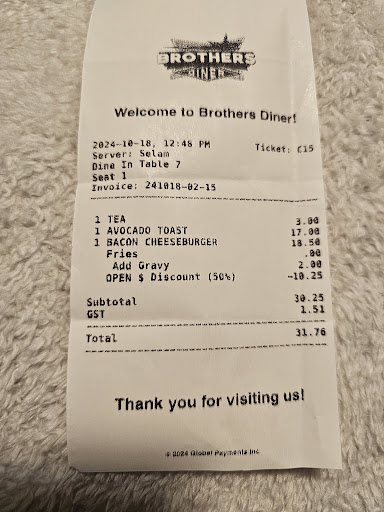 BROTHERS
DINER
Welcome to Brothers Diner!
2024-10-18, 12:48 PM Ticket: C15
Server: Selam
Dine In Table 7
Seat 1
Invoice: 241018-02-15
1 TEA 3.00
1 AVOCADO TOAST 17.00
1 BACON CHEESEBURGER 18.50
Fries .00
Add Gravy 2.00
OPEN $ Discount (50%) -10.25
Subtotal 30.25
GST 1.51
Total 31.76
Thank you for visiting us!
© 2024 Global Payments Inc.